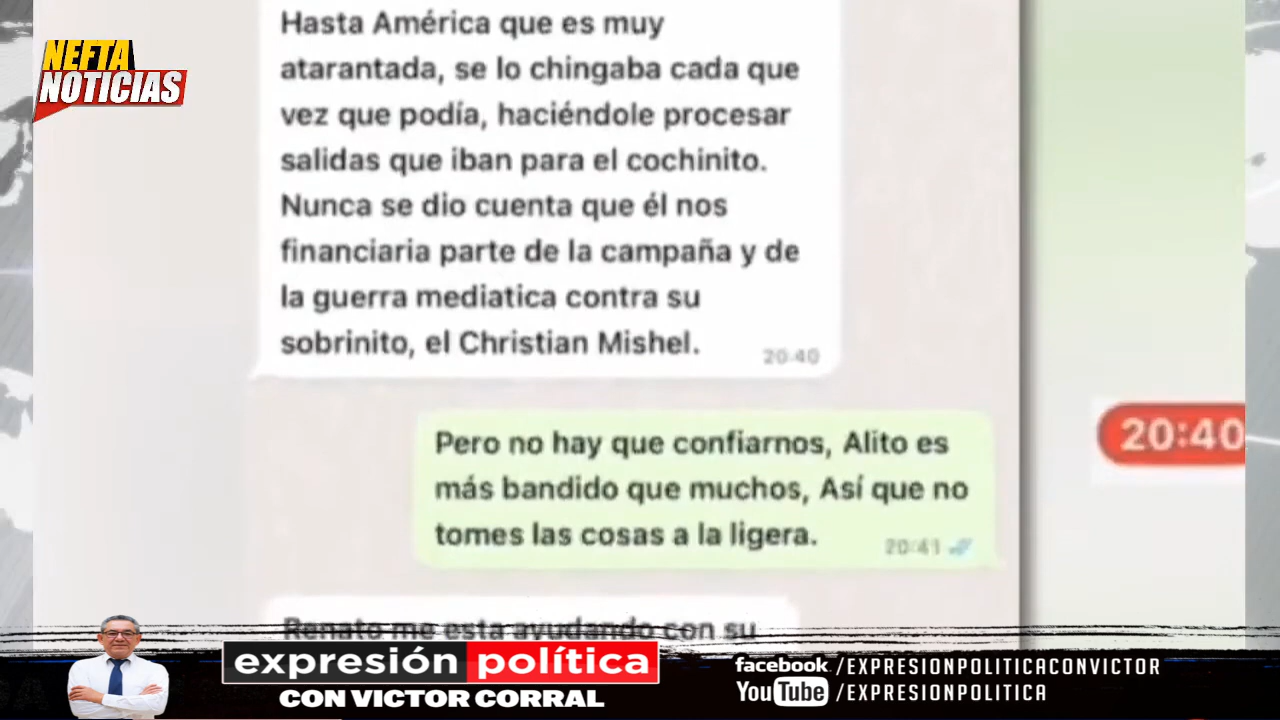 NEFTA
NOTICIAS
Hasta América que es muy
atarantada, se lo chingaba cada que
vez que podía, haciéndole procesar
salidas que iban para el cochinito.
Nunca se dio cuenta que él nos
financiaria parte de la campaña y de
la guerra mediatica contra su
sobrinito, el Christian Mishel.
20:40
20:40
Pero no hay que confiarnos, Alito es
más bandido que muchos, Así que no
tomes las cosas a la ligera.
20:41
Renato me esta ayudando con su
expresión política
CON VICTOR CORRAL
facebook /EXPRESIONPOLITICACONVICTOR
YouTube /EXPRESIONPOLITICA